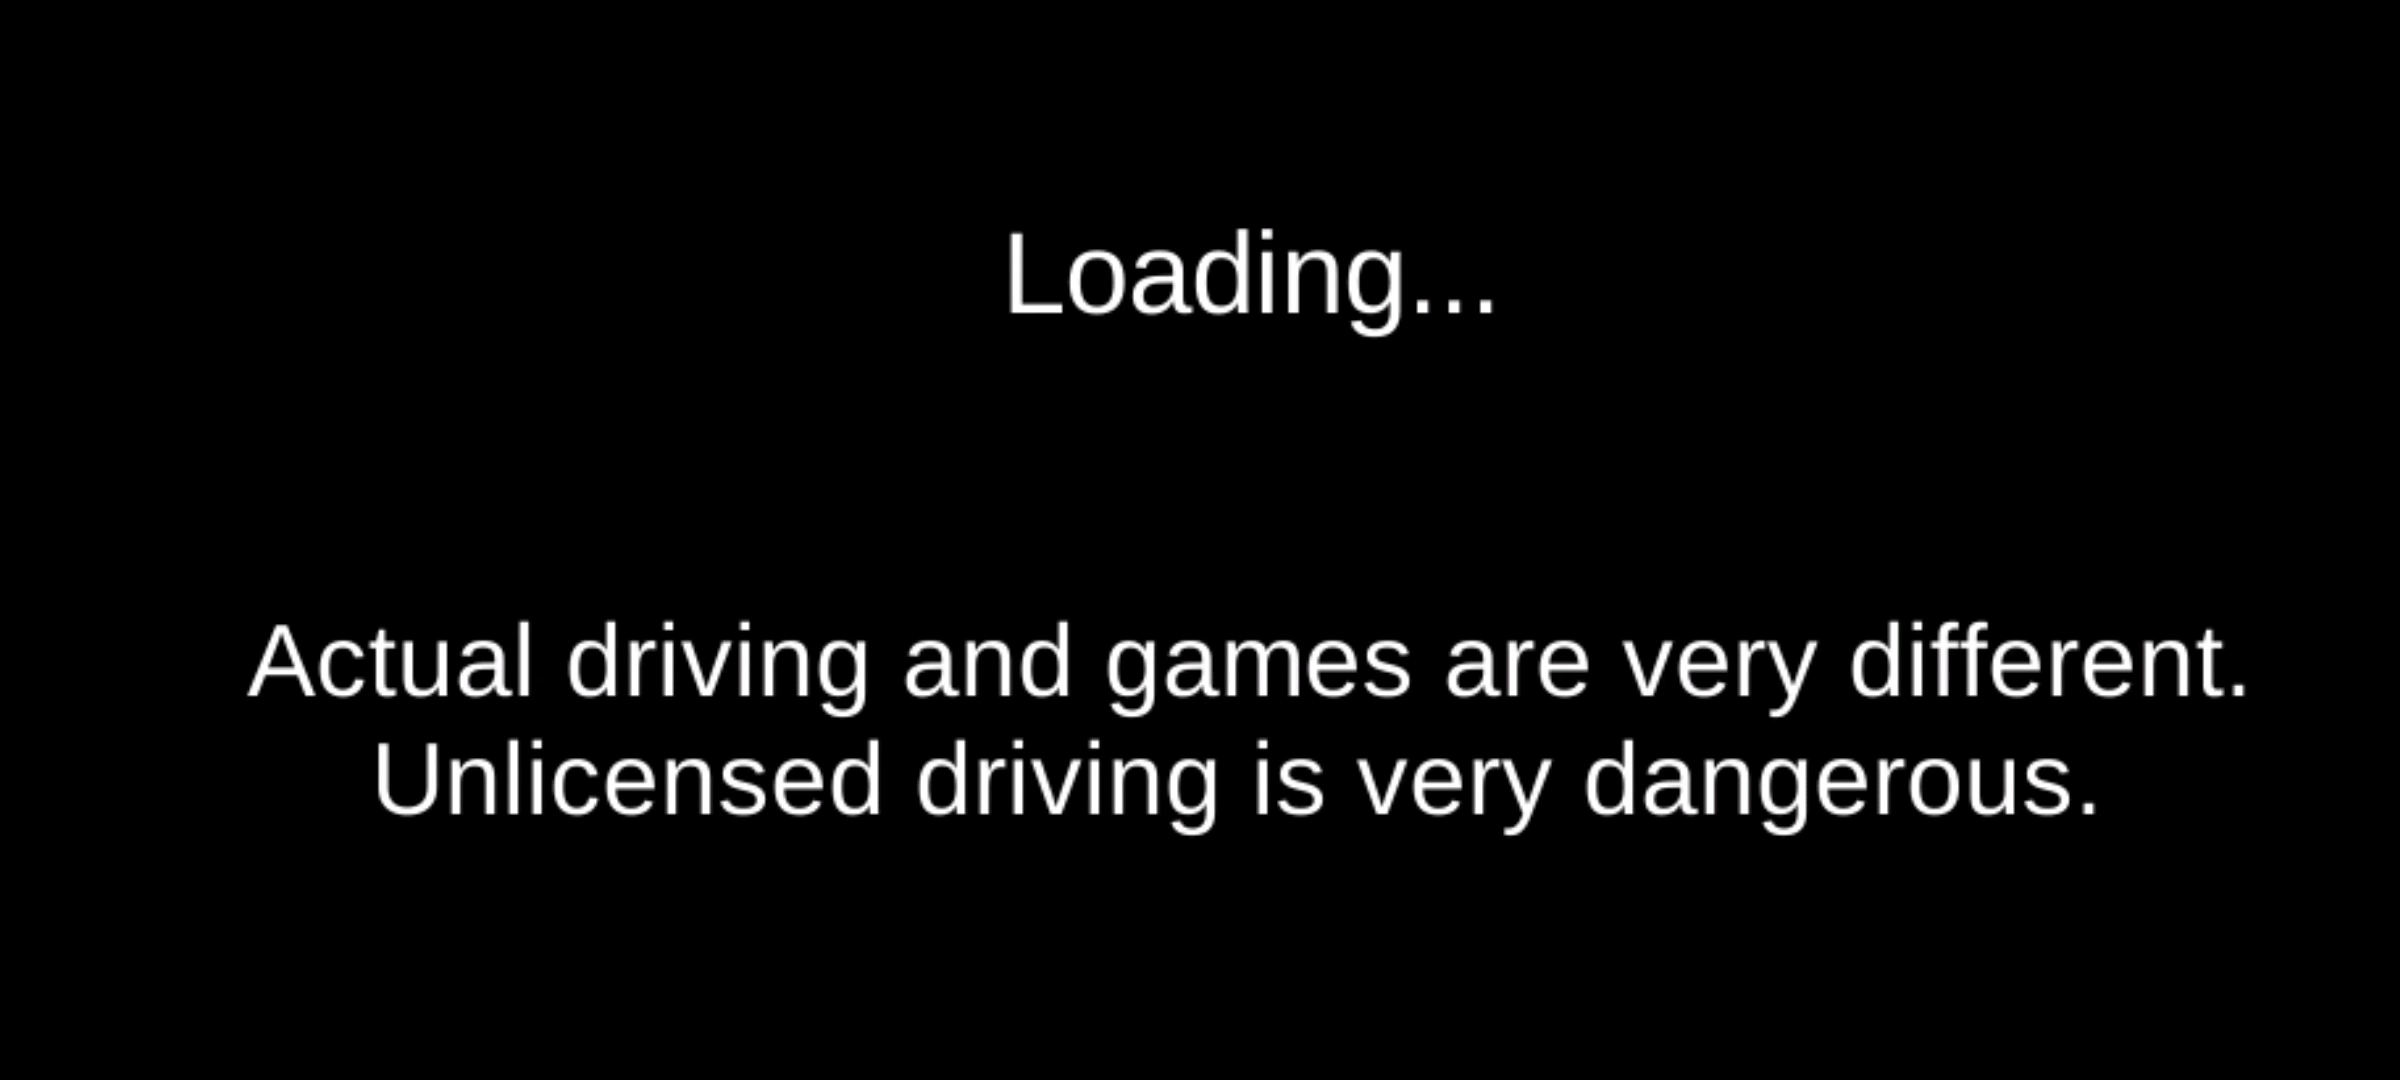 Loading...
Actual driving and games are very different.
Unlicensed driving is very dangerous.